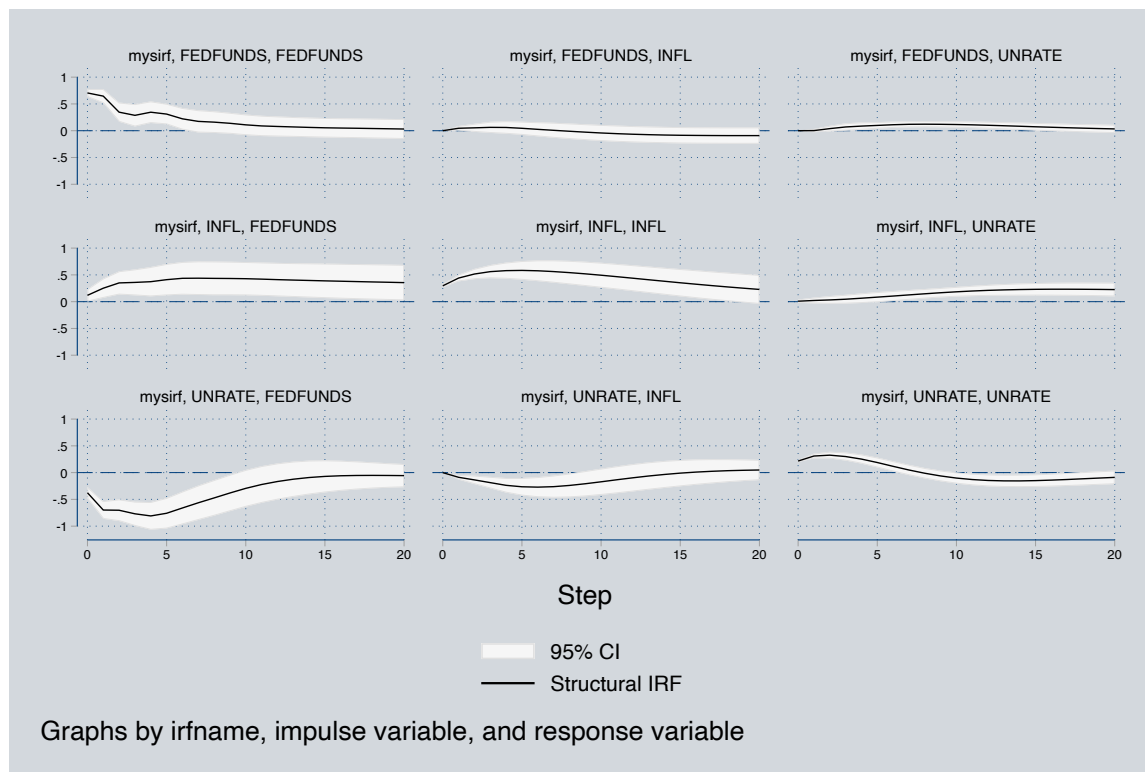 mysirf, FEDFUNDS, FEDFUNDS
mysirf, FEDFUNDS, INFL
mysirf, FEDFUNDS, UNRATE
1
.5
0
-.5
-1
mysirf, INFL, FEDFUNDS
mysirf, INFL, INFL
mysirf, INFL, UNRATE
1
.5
0
-.5
-1
mysirf, UNRATE, FEDFUNDS
mysirf, UNRATE, INFL
mysirf, UNRATE, UNRATE
1
.5
0
-.5
-1
0 5 10 15 20
0 5 10 15 20
0 5 10 15 20
Step
95% CI
Structural IRF
Graphs by irfname, impulse variable, and response variable